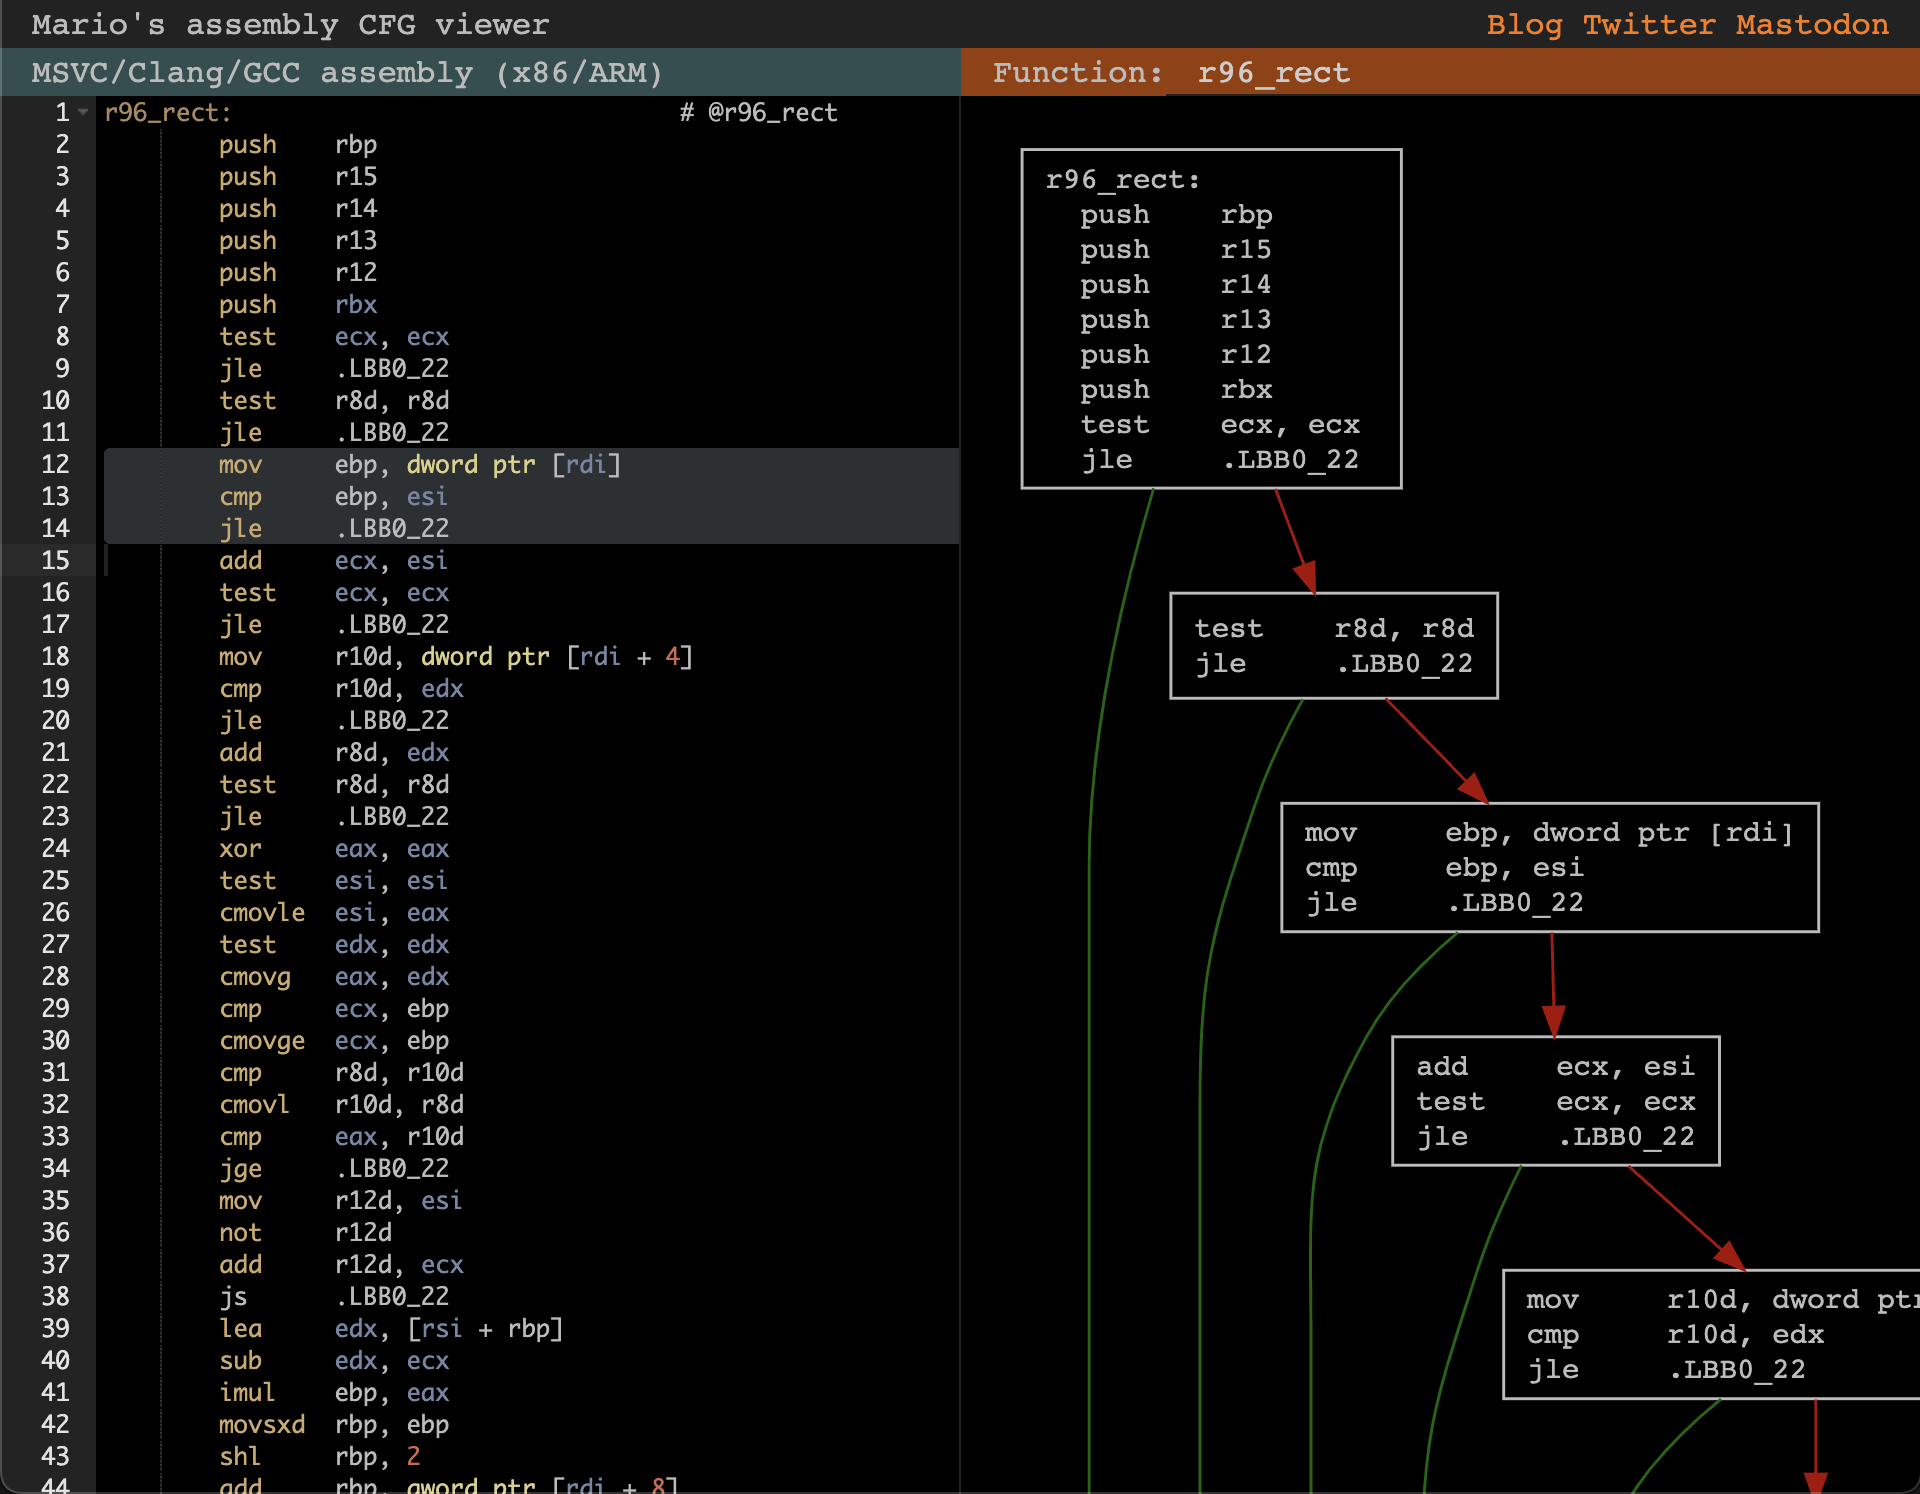 Mario's assembly CFG viewer
Blog Twitter Mastodon
MSVC/Clang/GCC assembly (x86/ARM)
Function: r96_rect
1 r96_rect: # @r96_rect
2 push rbp
3 push r15
4 push r14
5 push r13
6 push r12
7 push rbx
8 test ecx, ecx
9 jle .LBB0_22
10 test r8d, r8d
11 jle .LBB0_22
12 mov ebp, dword ptr [rdi]
13 cmp ebp, esi
14 jle .LBB0_22
15 add ecx, esi
16 test ecx, ecx
17 jle .LBB0_22
18 mov r10d, dword ptr [rdi + 4]
19 cmp r10d, edx
20 jle .LBB0_22
21 add r8d, edx
22 test r8d, r8d
23 jle .LBB0_22
24 xor eax, eax
25 test esi, esi
26 cmovle esi, eax
27 test edx, edx
28 cmovg eax, edx
29 cmp ecx, ebp
30 cmovge ecx, ebp
31 cmp r8d, r10d
32 cmovl r10d, r8d
33 cmp eax, r10d
34 jge .LBB0_22
35 mov r12d, esi
36 not r12d
37 add r12d, ecx
38 js .LBB0_22
39 lea edx, [rsi + rbp]
40 sub edx, ecx
41 imul ebp, eax
42 movsxd rbp, ebp
43 shl rbp, 2
44 add rbp, qword ptr [rdi + 8]
r96_rect:
push rbp
push r15
push r14
push r13
push r12
push rbx
test ecx, ecx
jle .LBB0_22
test r8d, r8d
jle .LBB0_22
mov ebp, dword ptr [rdi]
cmp ebp, esi
jle .LBB0_22
add ecx, esi
test ecx, ecx
jle .LBB0_22
mov r10d, dword ptr
cmp r10d, edx
jle .LBB0_22